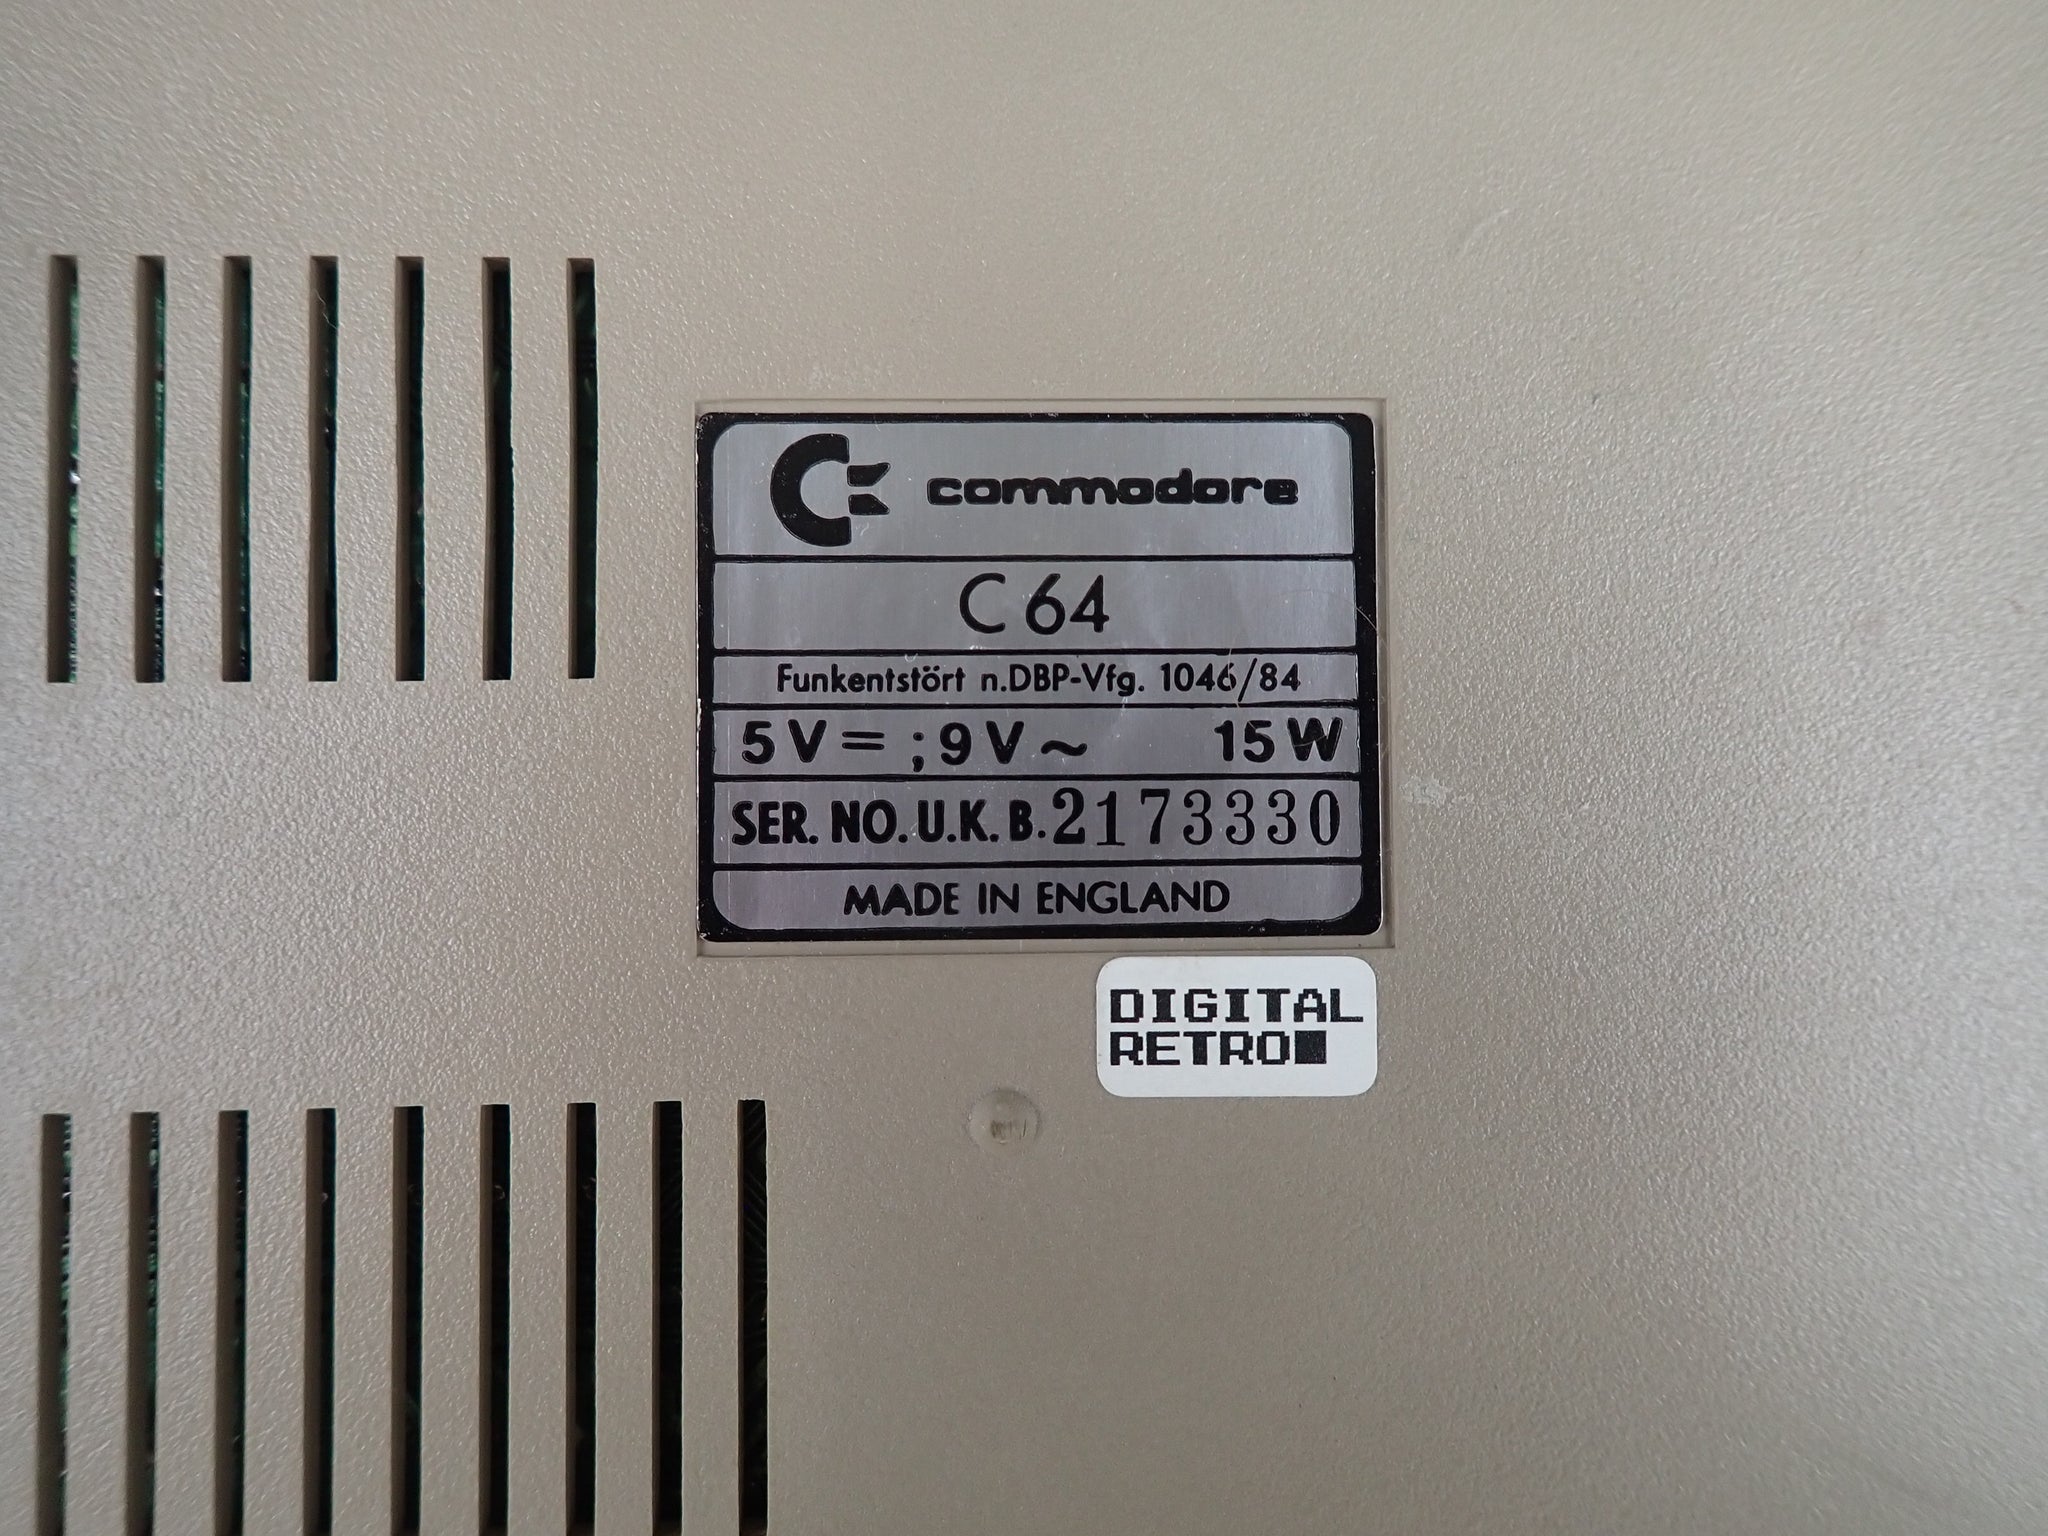 commodore
C 64
Funkentstört n.DBP-Vfg. 1046/84
5 V = ; 9 V ~ 15 W
SER. NO. U.K. B. 2173330
MADE IN ENGLAND
DIGITAL
RETRO